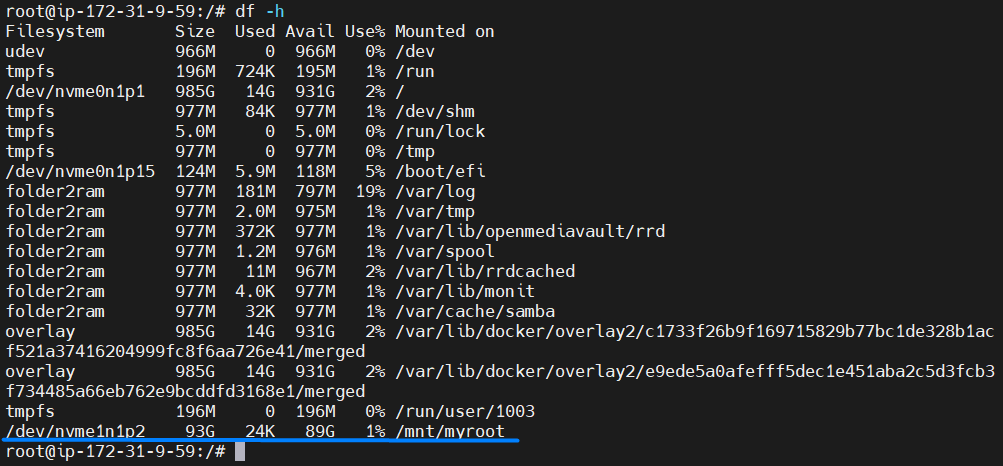 root@ip-172-31-9-59:/# df -h
Filesystem Size Used Avail Use% Mounted on
udev 966M 0 966M 0% /dev
tmpfs 196M 724K 195M 1% /run
/dev/nvme0n1p1 985G 14G 931G 2% /
tmpfs 977M 84K 977M 1% /dev/shm
tmpfs 5.0M 0 5.0M 0% /run/lock
tmpfs 977M 0 977M 0% /tmp
/dev/nvme0n1p15 124M 5.9M 118M 5% /boot/efi
folder2ram 977M 181M 797M 19% /var/log
folder2ram 977M 2.0M 975M 1% /var/tmp
folder2ram 977M 372K 977M 1% /var/lib/openmediavault/rrd
folder2ram 977M 1.2M 976M 1% /var/spool
folder2ram 977M 11M 967M 2% /var/lib/rrdcached
folder2ram 977M 4.0K 977M 1% /var/lib/monit
folder2ram 977M 32K 977M 1% /var/cache/samba
overlay 985G 14G 931G 2% /var/lib/docker/overlay2/c1733f26b9f169715829b77bc1de328b1ac
f521a37416204999fc8f6aa726e41/merged
overlay 985G 14G 931G 2% /var/lib/docker/overlay2/e9ede5a0afefff5dec1e451aba2c5d3fcb3
f734485a66eb762e9bcddfd3168e1/merged
tmpfs 196M 0 196M 0% /run/user/1003
/dev/nvme1n1p2 93G 24K 89G 1% /mnt/myroot
root@ip-172-31-9-59:/#